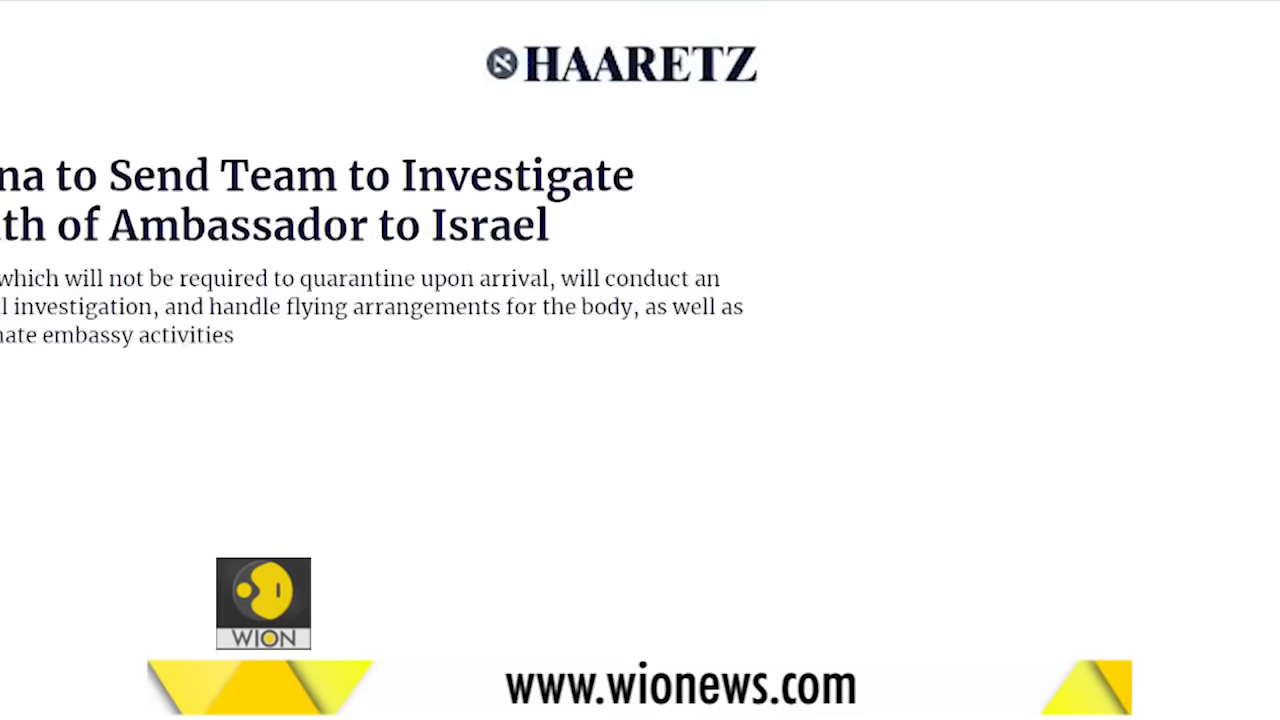 HAARETZ
na to Send Team to Investigate
th of Ambassador to Israel
which will not be required to quarantine upon arrival, will conduct an
l investigation, and handle flying arrangements for the body, as well as
nate embassy activities
WION
www.wionews.com